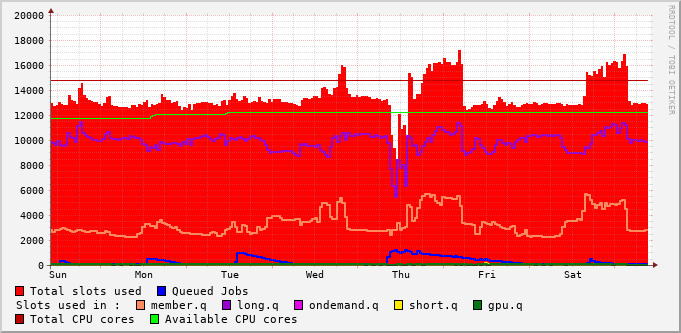 20000
18000
16000
14000
12000
10000
8000
6000
4000
2000
0
Sun Mon Tue Wed Thu Fri Sat
RRDTOOL / TOBI OETIKER
Total slots used Queued Jobs
Slots used in : member.q long.q ondemand.q short.q gpu.q
Total CPU cores Available CPU cores